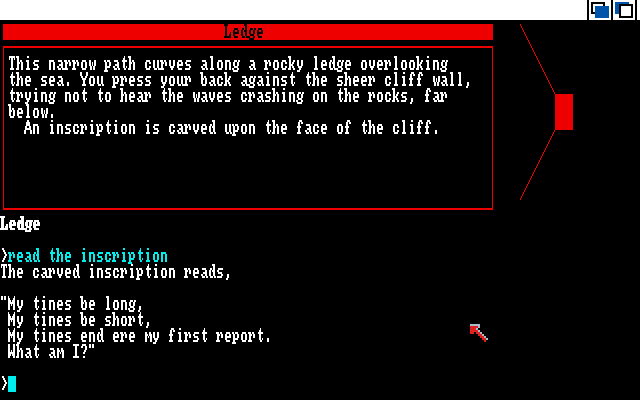 Ledge
This narrow path curves along a rocky ledge overlooking
the sea. You press your back against the sheer cliff wall,
trying not to hear the waves crashing on the rocks, far
below.
An inscription is carved upon the face of the cliff.
Ledge
>read the inscription
The carved inscription reads,
"My tines be long,
My tines be short,
My tines end ere my first report.
What am I?"
>